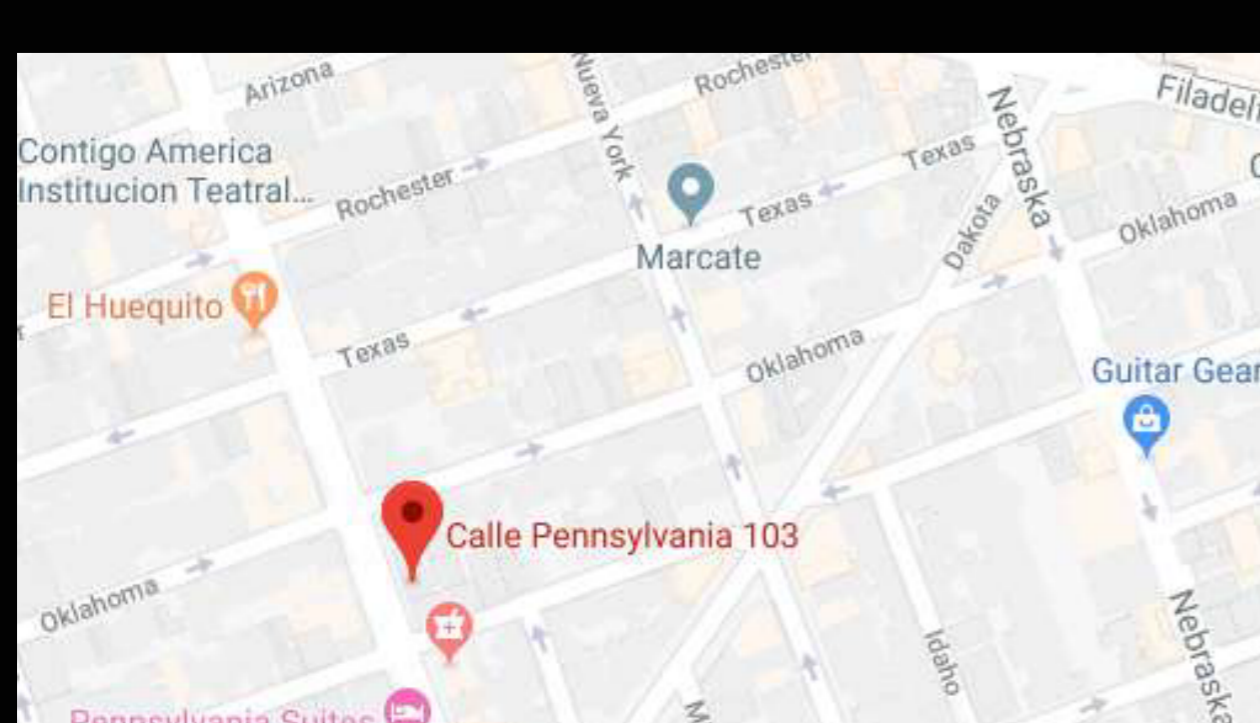 Arizona
Nueva York
Rochester
Filadelf
Contigo America
Institucion Teatral...
Rochester
Texas
Nebraska
Texas
Oklahoma
Dakota
Marcate
El Huequito
Texas
Oklahoma
Guitar Gear
Calle Pennsylvania 103
Oklahoma
Idaho
Nebraska
Pennsylvania Suites